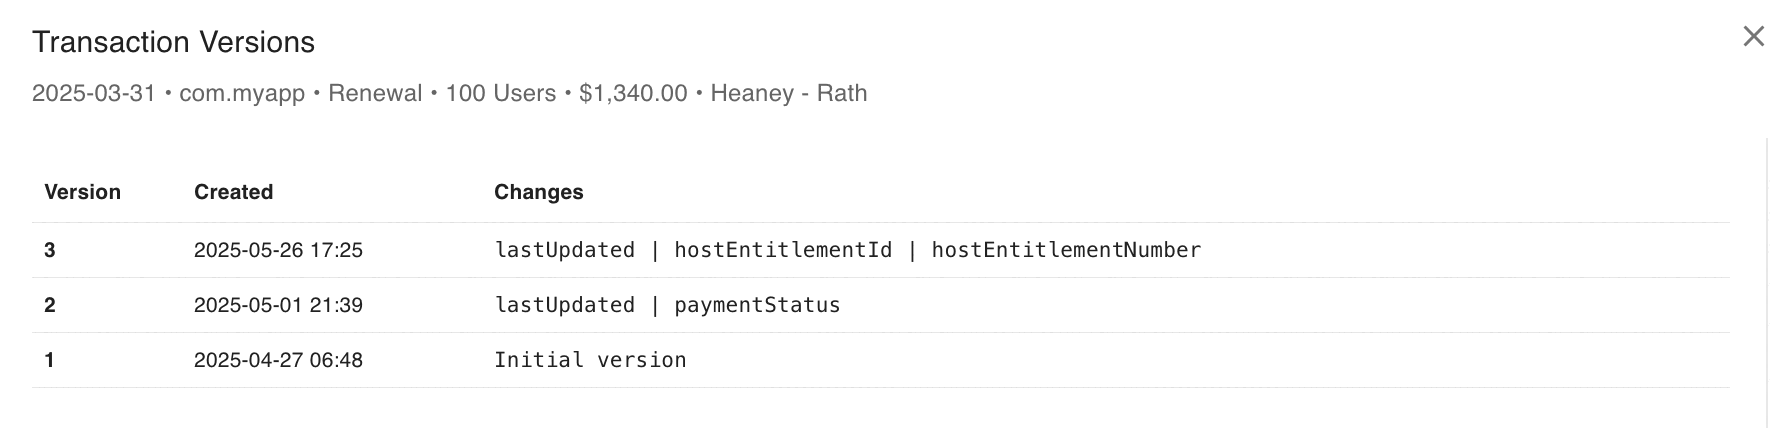 Transaction Versions
2025-03-31 • com.myapp • Renewal • 100 Users • $1,340.00 • Heaney - Rath
Version Created Changes
3 2025-05-26 17:25 lastUpdated | hostEntitlementId | hostEntitlementNumber
2 2025-05-01 21:39 lastUpdated | paymentStatus
1 2025-04-27 06:48 Initial version